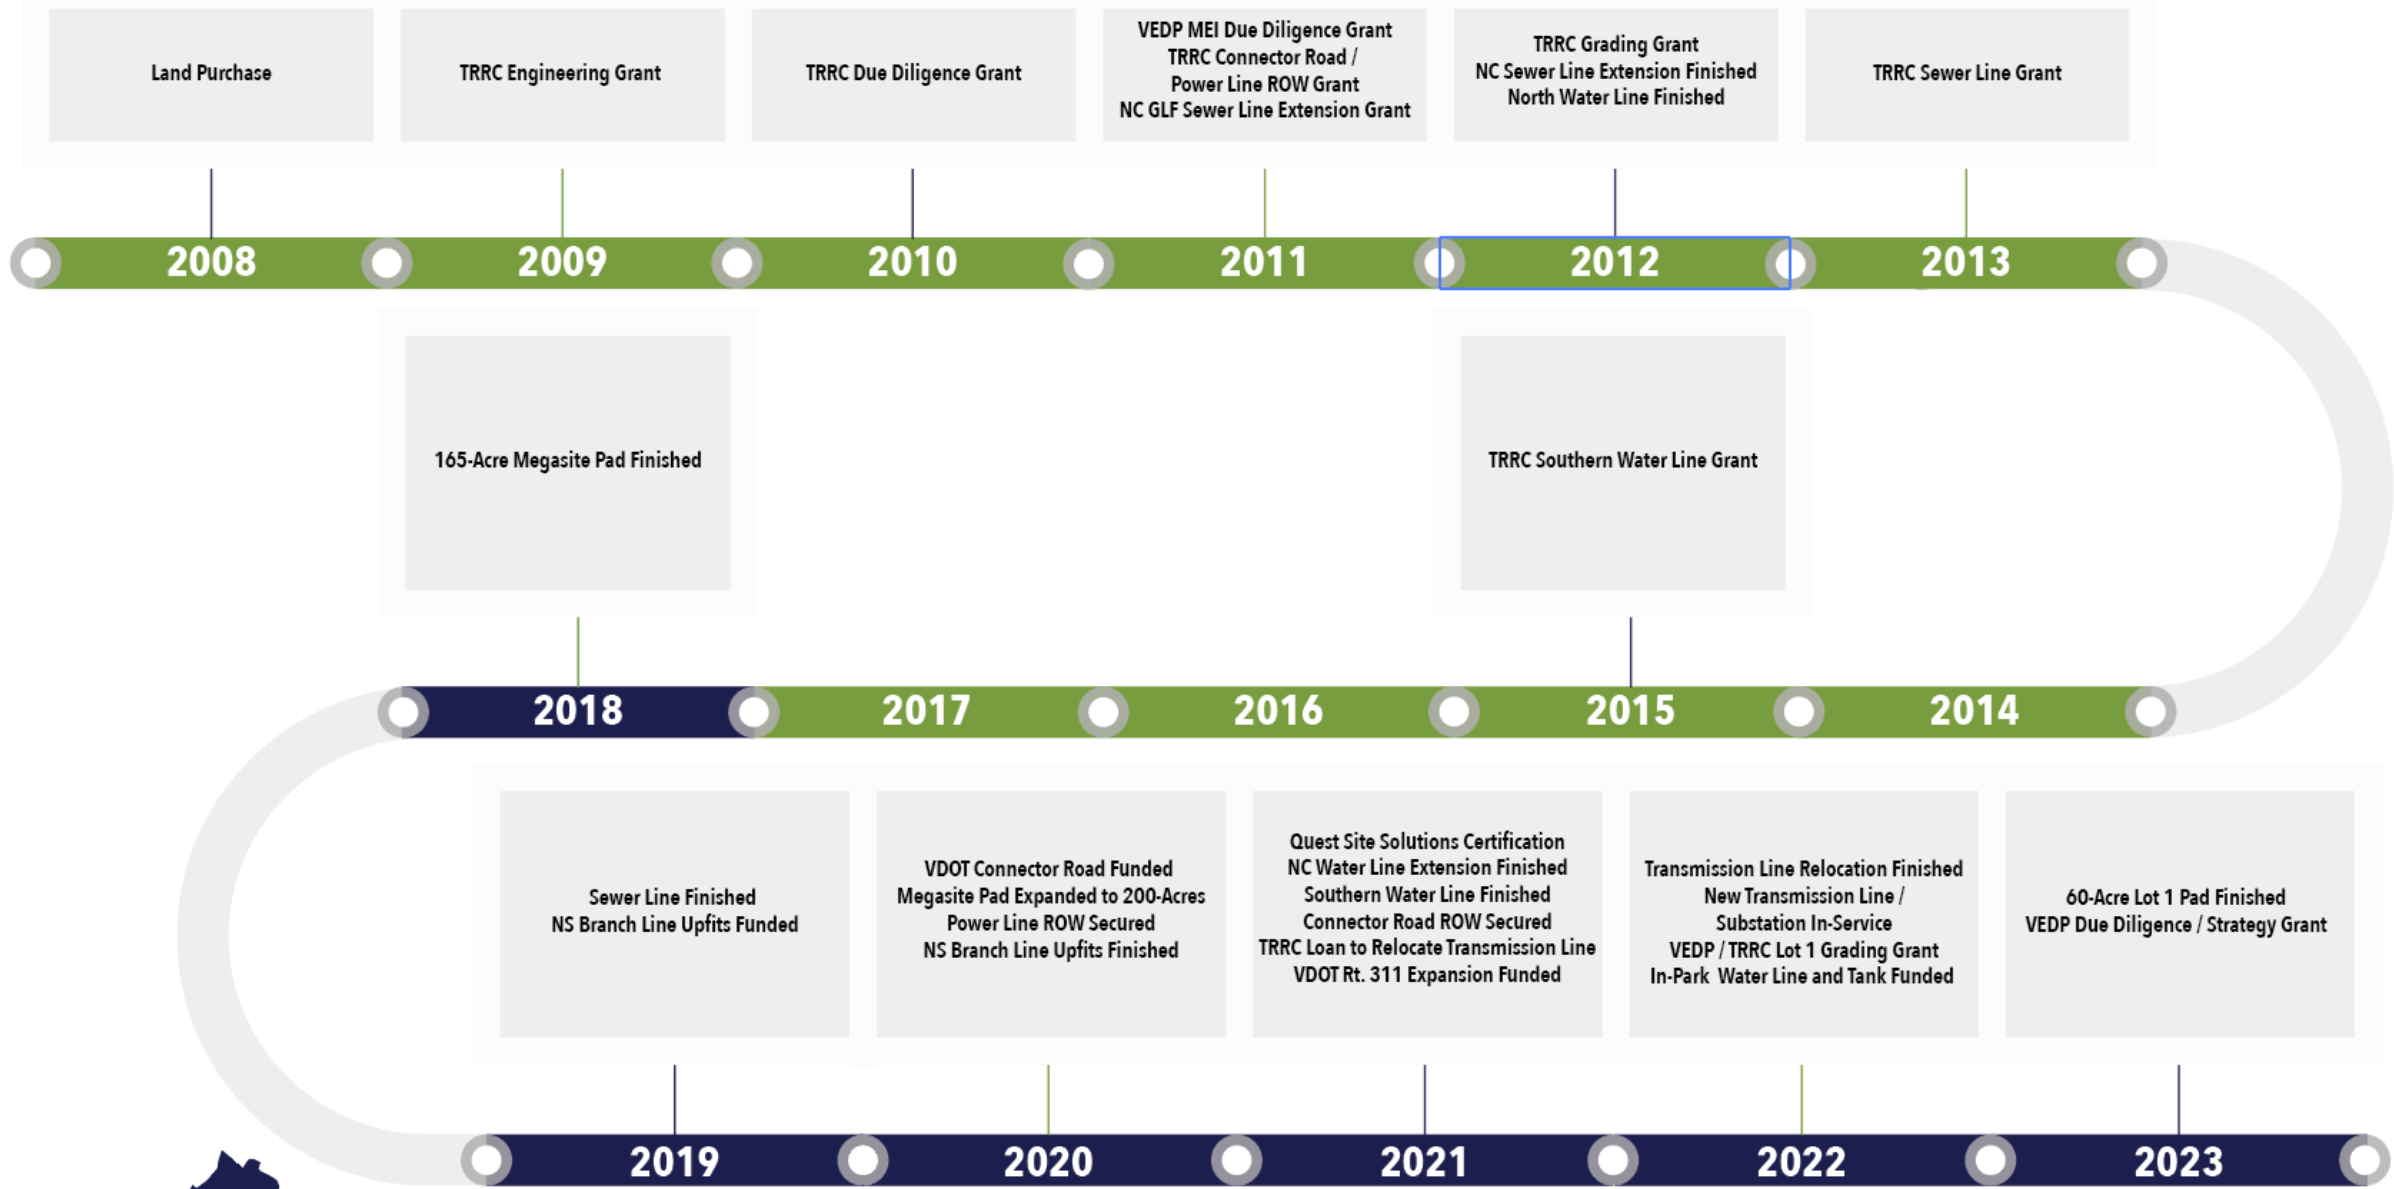 Land Purchase
TRRC Engineering Grant
TRRC Due Diligence Grant
VEDP MEI Due Diligence Grant
TRRC Connector Road /
Power Line ROW Grant
NC GLF Sewer Line Extension Grant
TRRC Grading Grant
NC Sewer Line Extension Finished
North Water Line Finished
TRRC Sewer Line Grant
2008
2009
2010
2011
2012
2013
165-Acre Megasite Pad Finished
TRRC Southern Water Line Grant
2018
2017
2016
2015
2014
Sewer Line Finished
NS Branch Line Upfits Funded
VDOT Connector Road Funded
Megasite Pad Expanded to 200-Acres
Power Line ROW Secured
NS Branch Line Upfits Finished
Quest Site Solutions Certification
NC Water Line Extension Finished
Southern Water Line Finished
Connector Road ROW Secured
TRRC Loan to Relocate Transmission Line
VDOT Rt. 311 Expansion Funded
Transmission Line Relocation Finished
New Transmission Line /
Substation In-Service
VEDP / TRRC Lot 1 Grading Grant
In-Park Water Line and Tank Funded
60-Acre Lot 1 Pad Finished
VEDP Due Diligence / Strategy Grant
2019
2020
2021
2022
2023